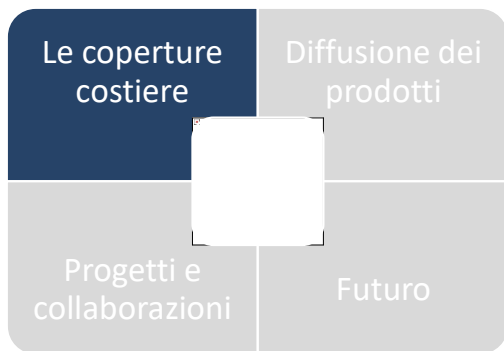 Le coperture
costiere
Diffusione dei
prodotti
Progetti e
collaborazioni
Futuro